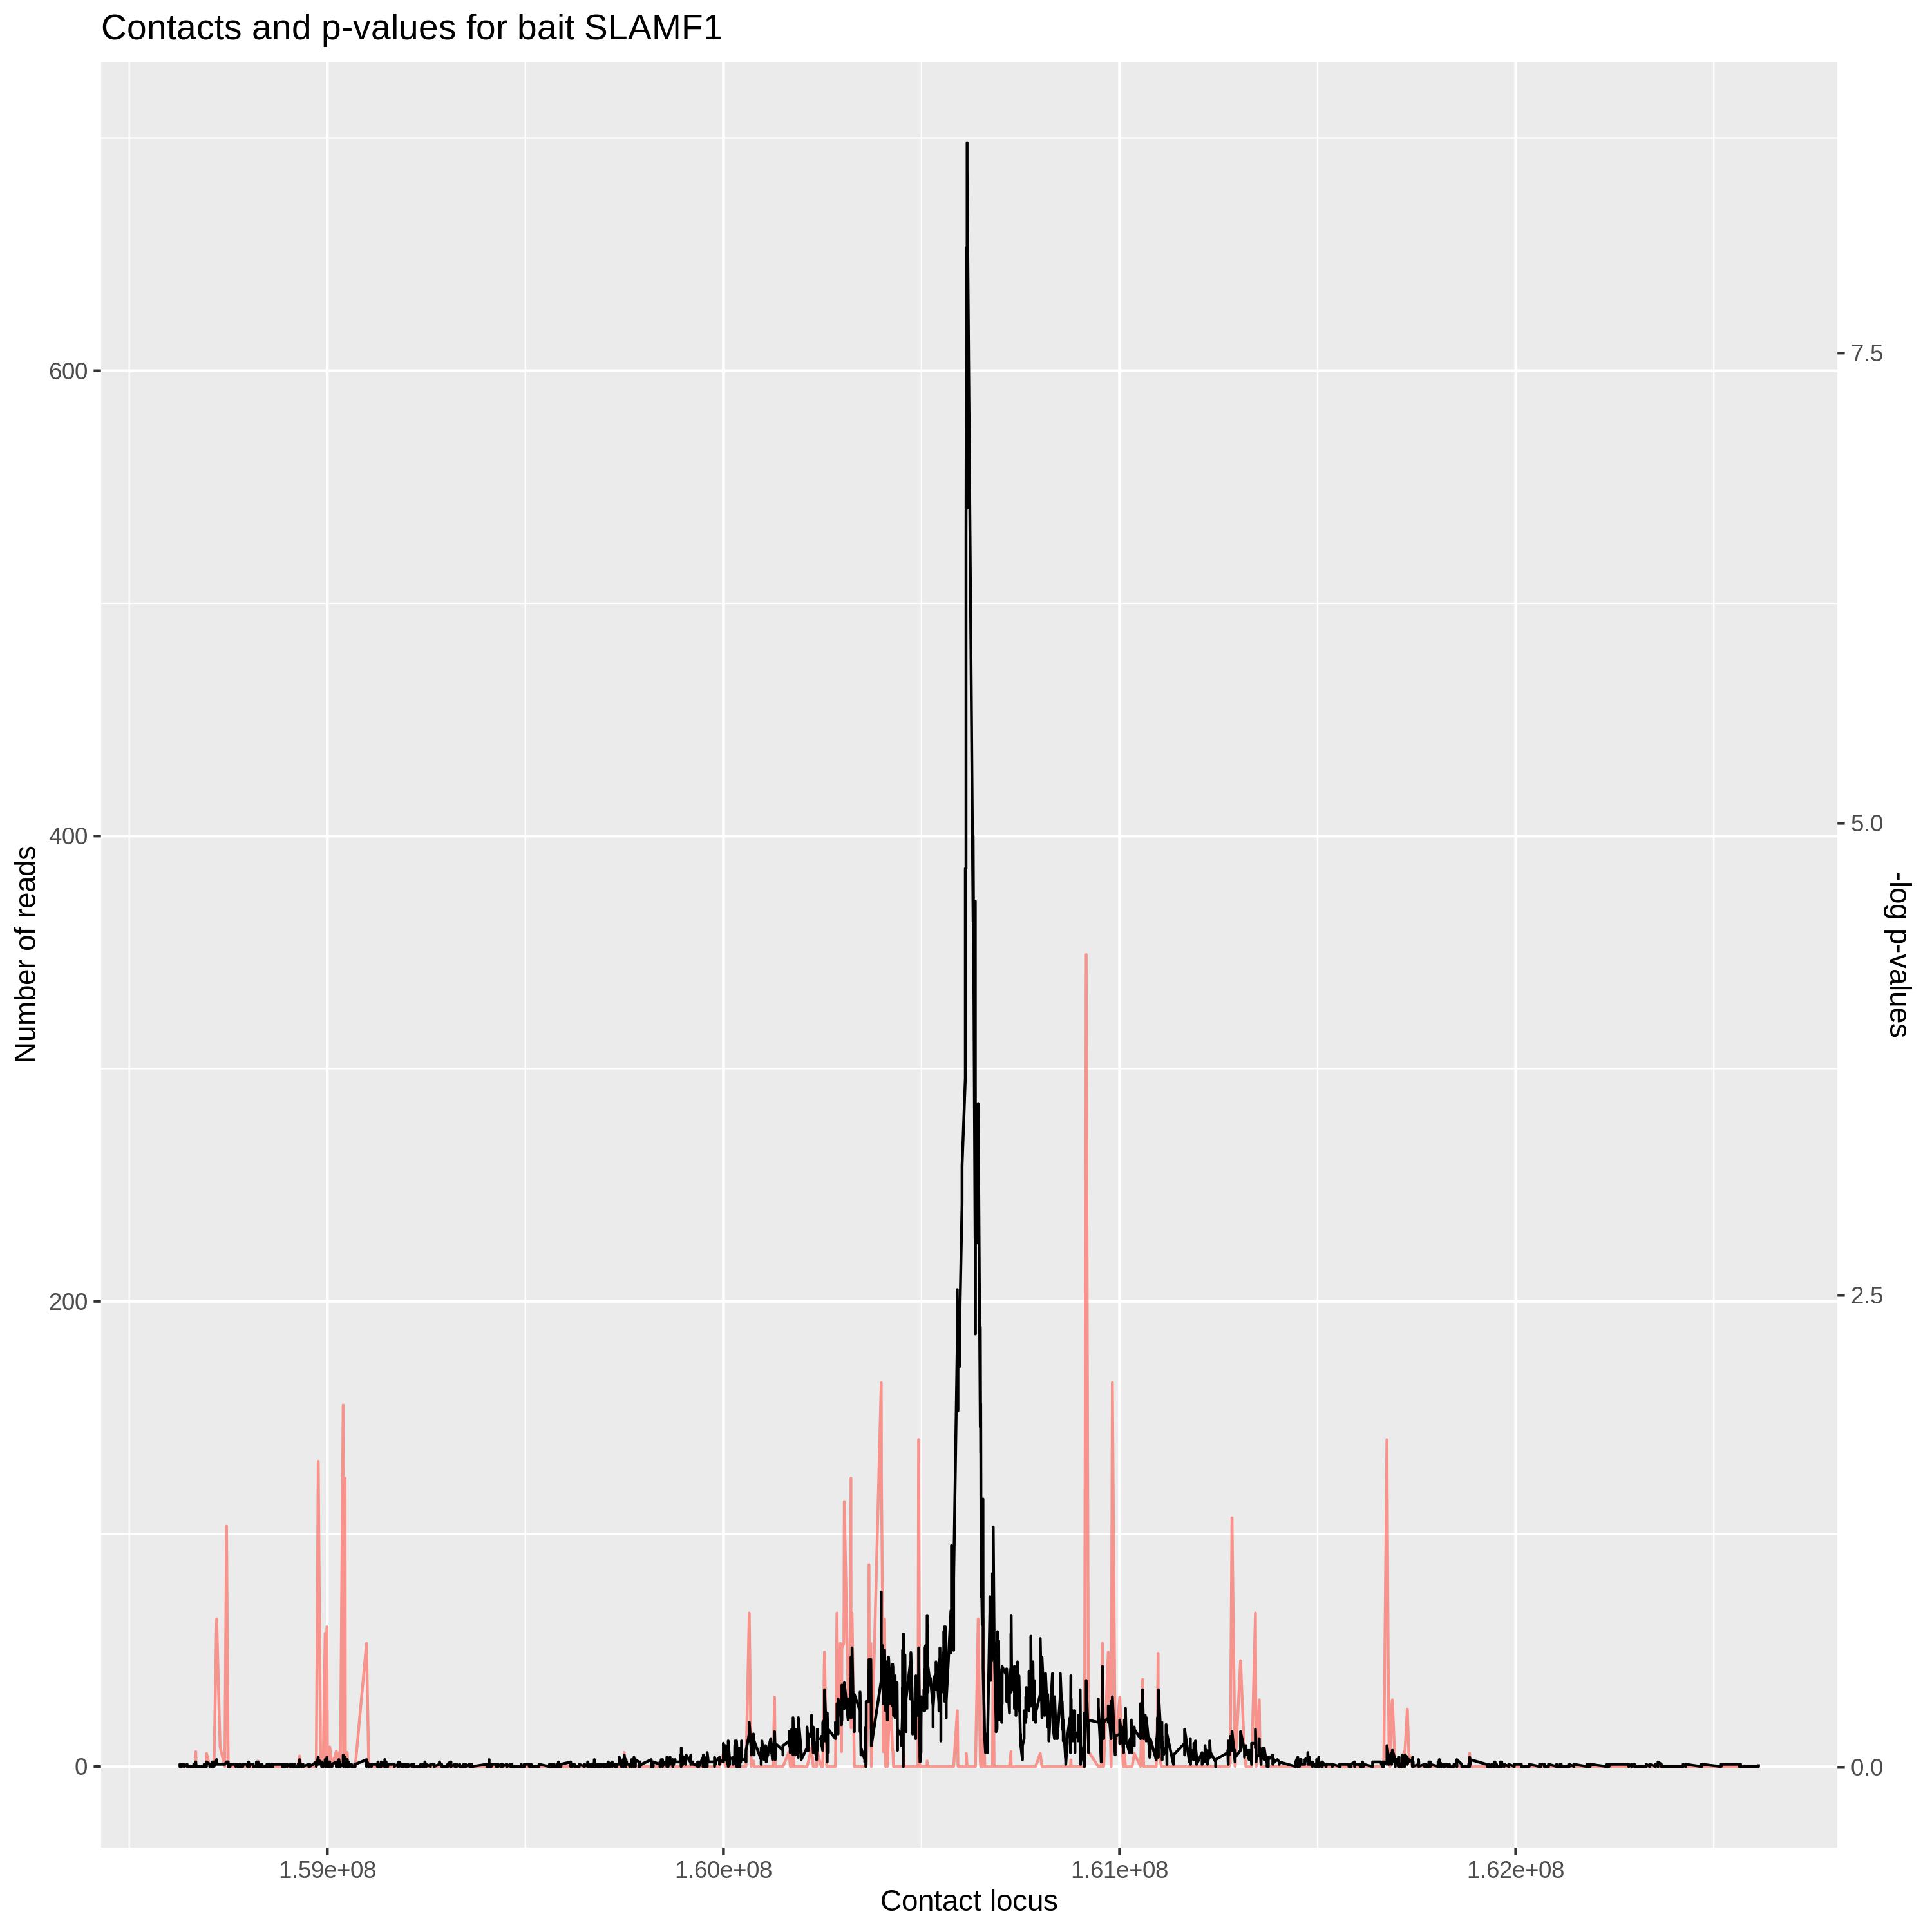 Contacts and p-values for bait SLAMF1
Number of reads
600
400
200
0
7.5
5.0
2.5
0.0
-log p-values
1.59e+08
1.60e+08
1.61e+08
1.62e+08
Contact locus